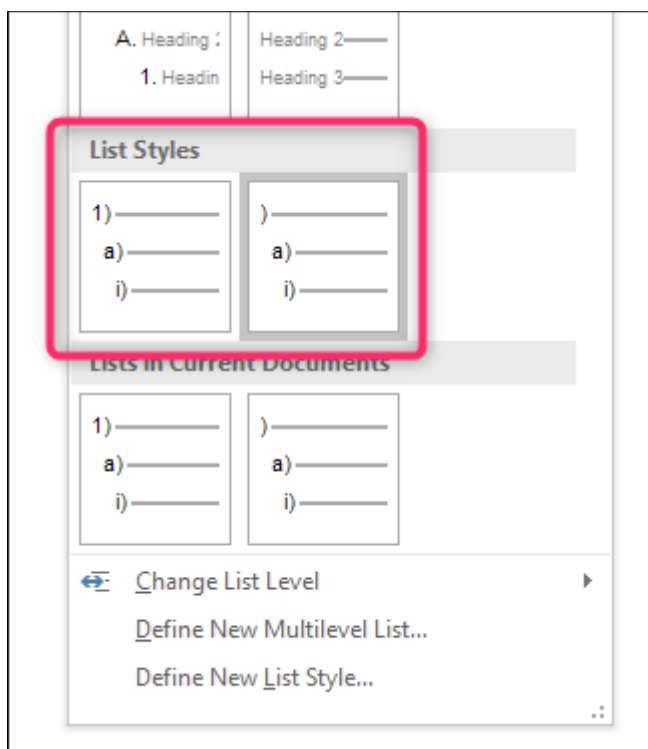 A. Heading 2 Heading 2
1. Headin Heading 3
List Styles
1) )
a) a)
i) i)
Lists in Current Documents
1) )
a) a)
i) i)
Change List Level
Define New Multilevel List...
Define New List Style...